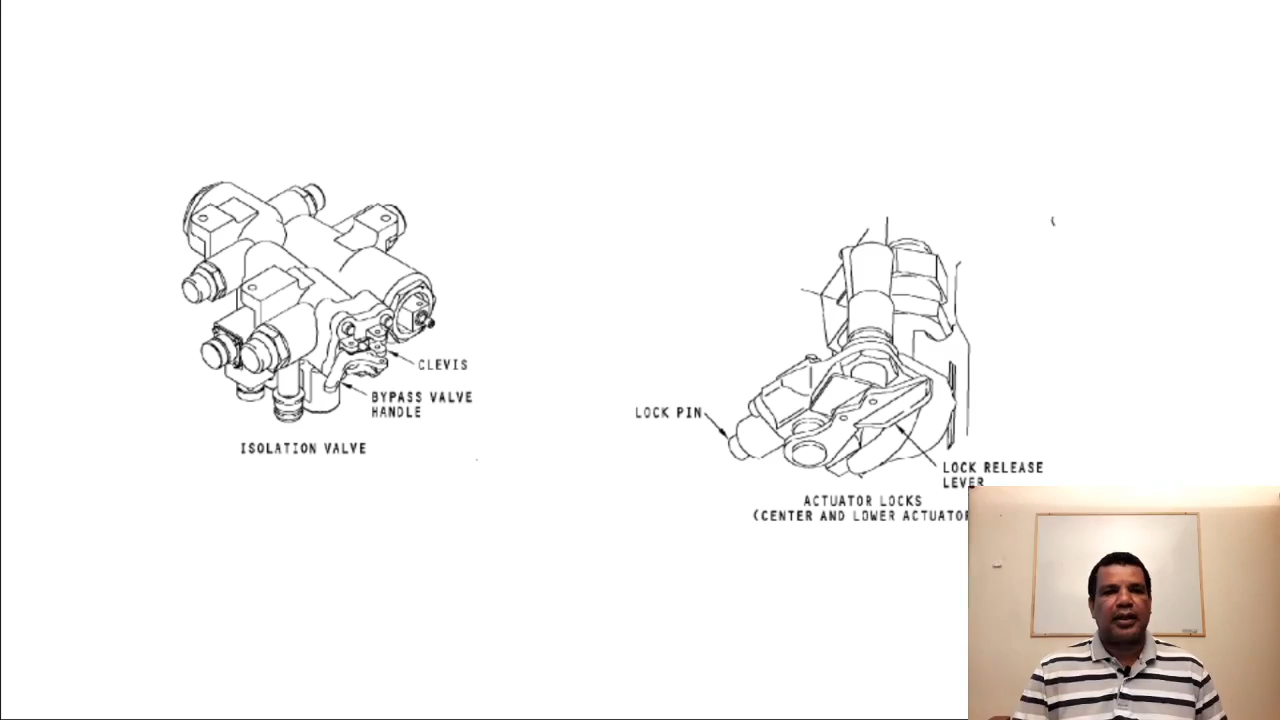 CLEVIS
BYPASS VALVE
HANDLE
ISOLATION VALVE
LOCK PIN
LOCK RELEASE
LEVER
ACTUATOR LOCKS
(CENTER AND LOWER ACTUATOR